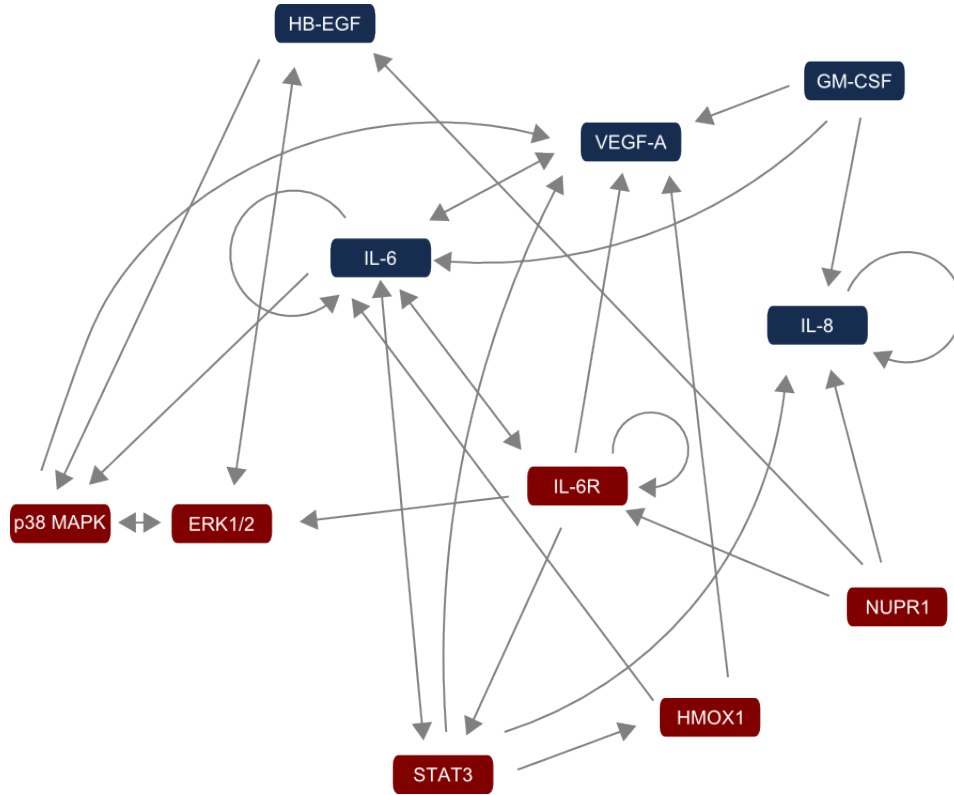 HB-EGF
GM-CSF
VEGF-A
IL-6
IL-8
IL-6R
p38 MAPK
ERK1/2
NUPR1
HMOX1
STAT3